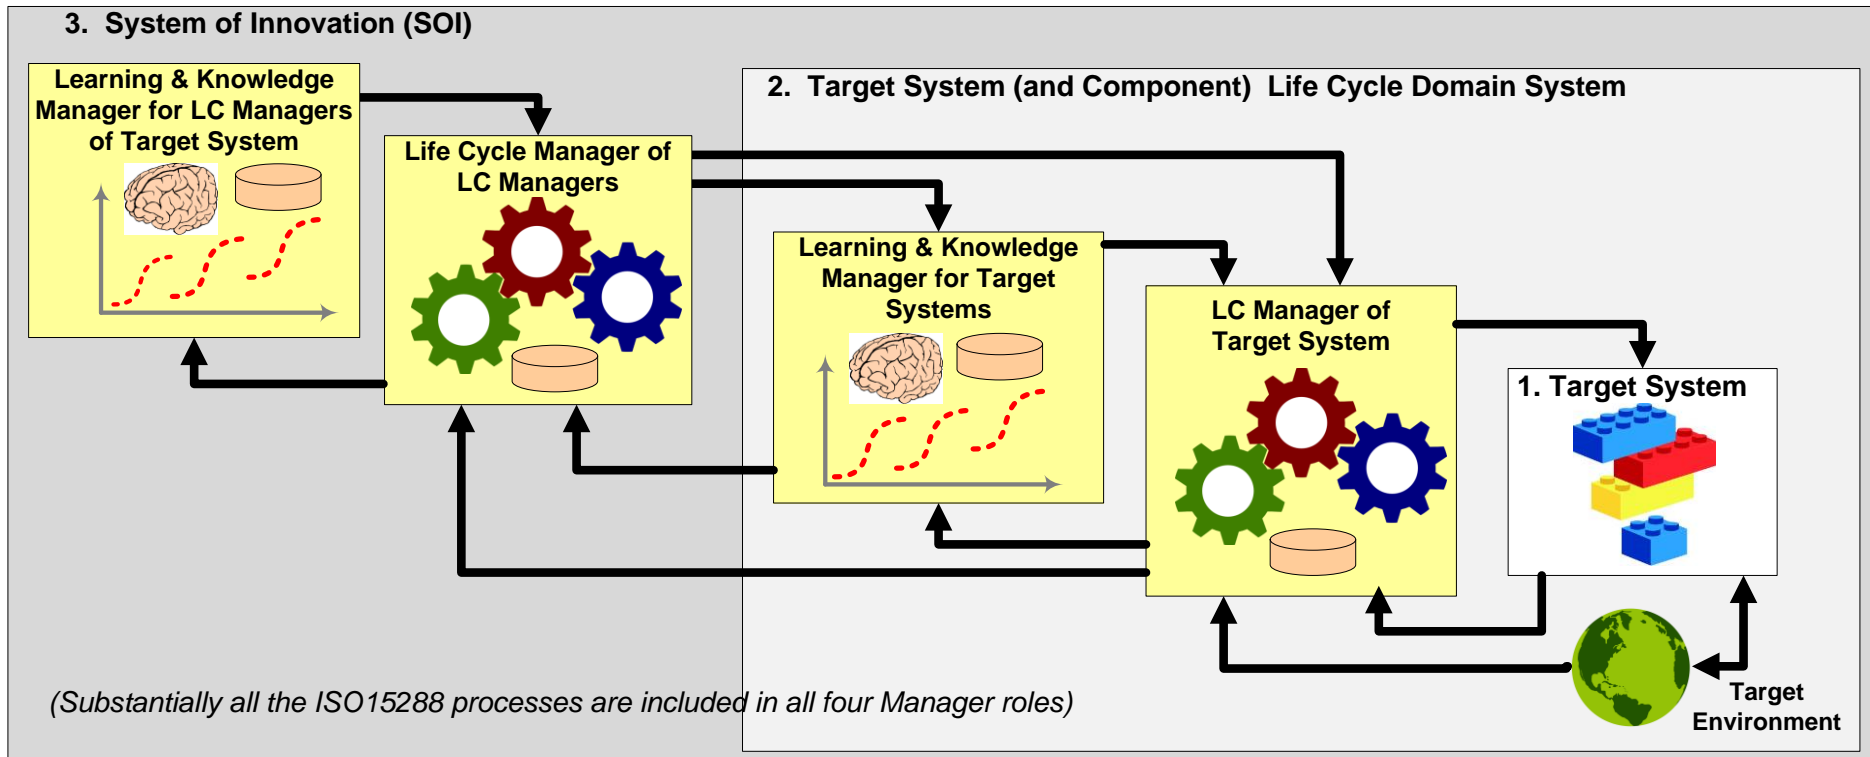 3. System of Innovation (SOI)
Learning & Knowledge
Manager for LC Managers
of Target System
2. Target System (and Component) Life Cycle Domain System
Life Cycle Manager of
LC Managers
Learning & Knowledge
Manager for Target
Systems
LC Manager of
Target System
1. Target System
Target
Environment
(Substantially all the ISO15288 processes are included in all four Manager roles)